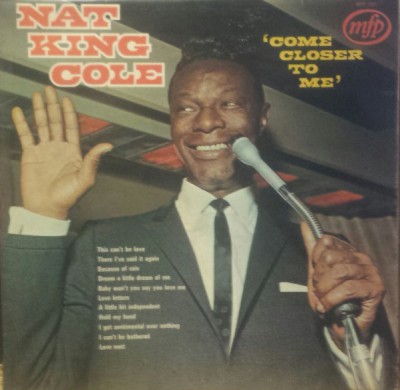 NAT
KING
COLE
'COME
CLOSER
TO
ME'
mfp
This can't be love
There I've said it again
Because of rain
Dream a little dream of me
Baby won't you say you love me
Love letters
A little bit independent
Hold my hand
I get sentimental over nothing
I can't be bothered
Love nest